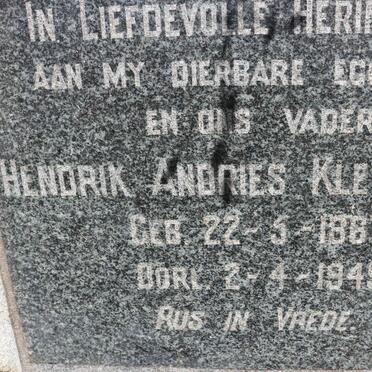 IN LIEFDEVOLLE HERIN
AAN MY DIERBARE EGG
EN ONS VADER
HENDRIK ANDRIES KLE
GEB. 22-5-188
OORL. 2-4-194
RUS IN VREDE.